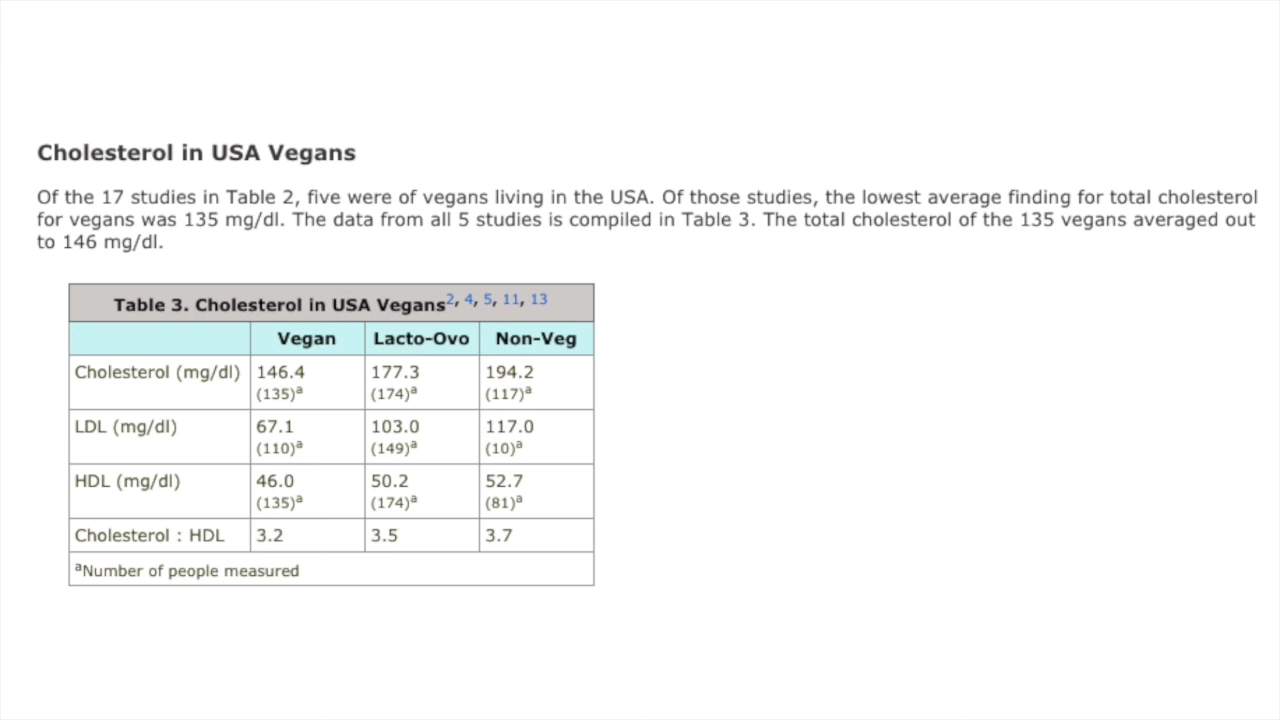 Cholesterol in USA Vegans
Of the 17 studies in Table 2, five were of vegans living in the USA. Of those studies, the lowest average finding for total cholesterol
for vegans was 135 mg/dl. The data from all 5 studies is compiled in Table 3. The total cholesterol of the 135 vegans averaged out
to 146 mg/dl.
Table 3. Cholesterol in USA Vegans2, 4, 5, 11, 13
Vegan Lacto-Ovo Non-Veg
Cholesterol (mg/dl) 146.4 177.3 194.2
(135)a (174)a (117)a
LDL (mg/dl) 67.1 103.0 117.0
(110)a (149)a (10)a
HDL (mg/dl) 46.0 50.2 52.7
(135)a (174)a (81)a
Cholesterol : HDL 3.2 3.5 3.7
aNumber of people measured